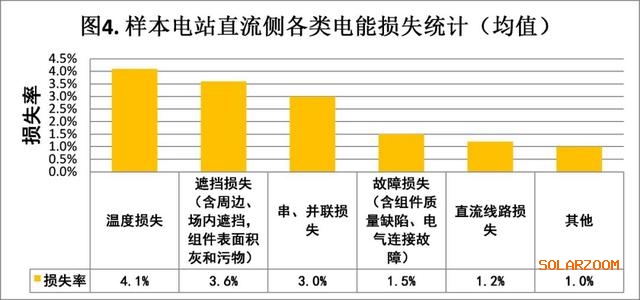 图4. 样本电站直流侧各类电能损失统计（均值）
损失率
4.5%
4.0%
3.5%
3.0%
2.5%
2.0%
1.5%
1.0%
0.5%
0.0%
温度损失
遮挡损失
（含周边、
场内遮挡，
组件表面积
灰和污物）
串、并联损
失
故障损失
（含组件质
量缺陷、电
气连接故
障）
直流线路损
失
其他
损失率
4.1%
3.6%
3.0%
1.5%
1.2%
1.0%
SOLARZOOM